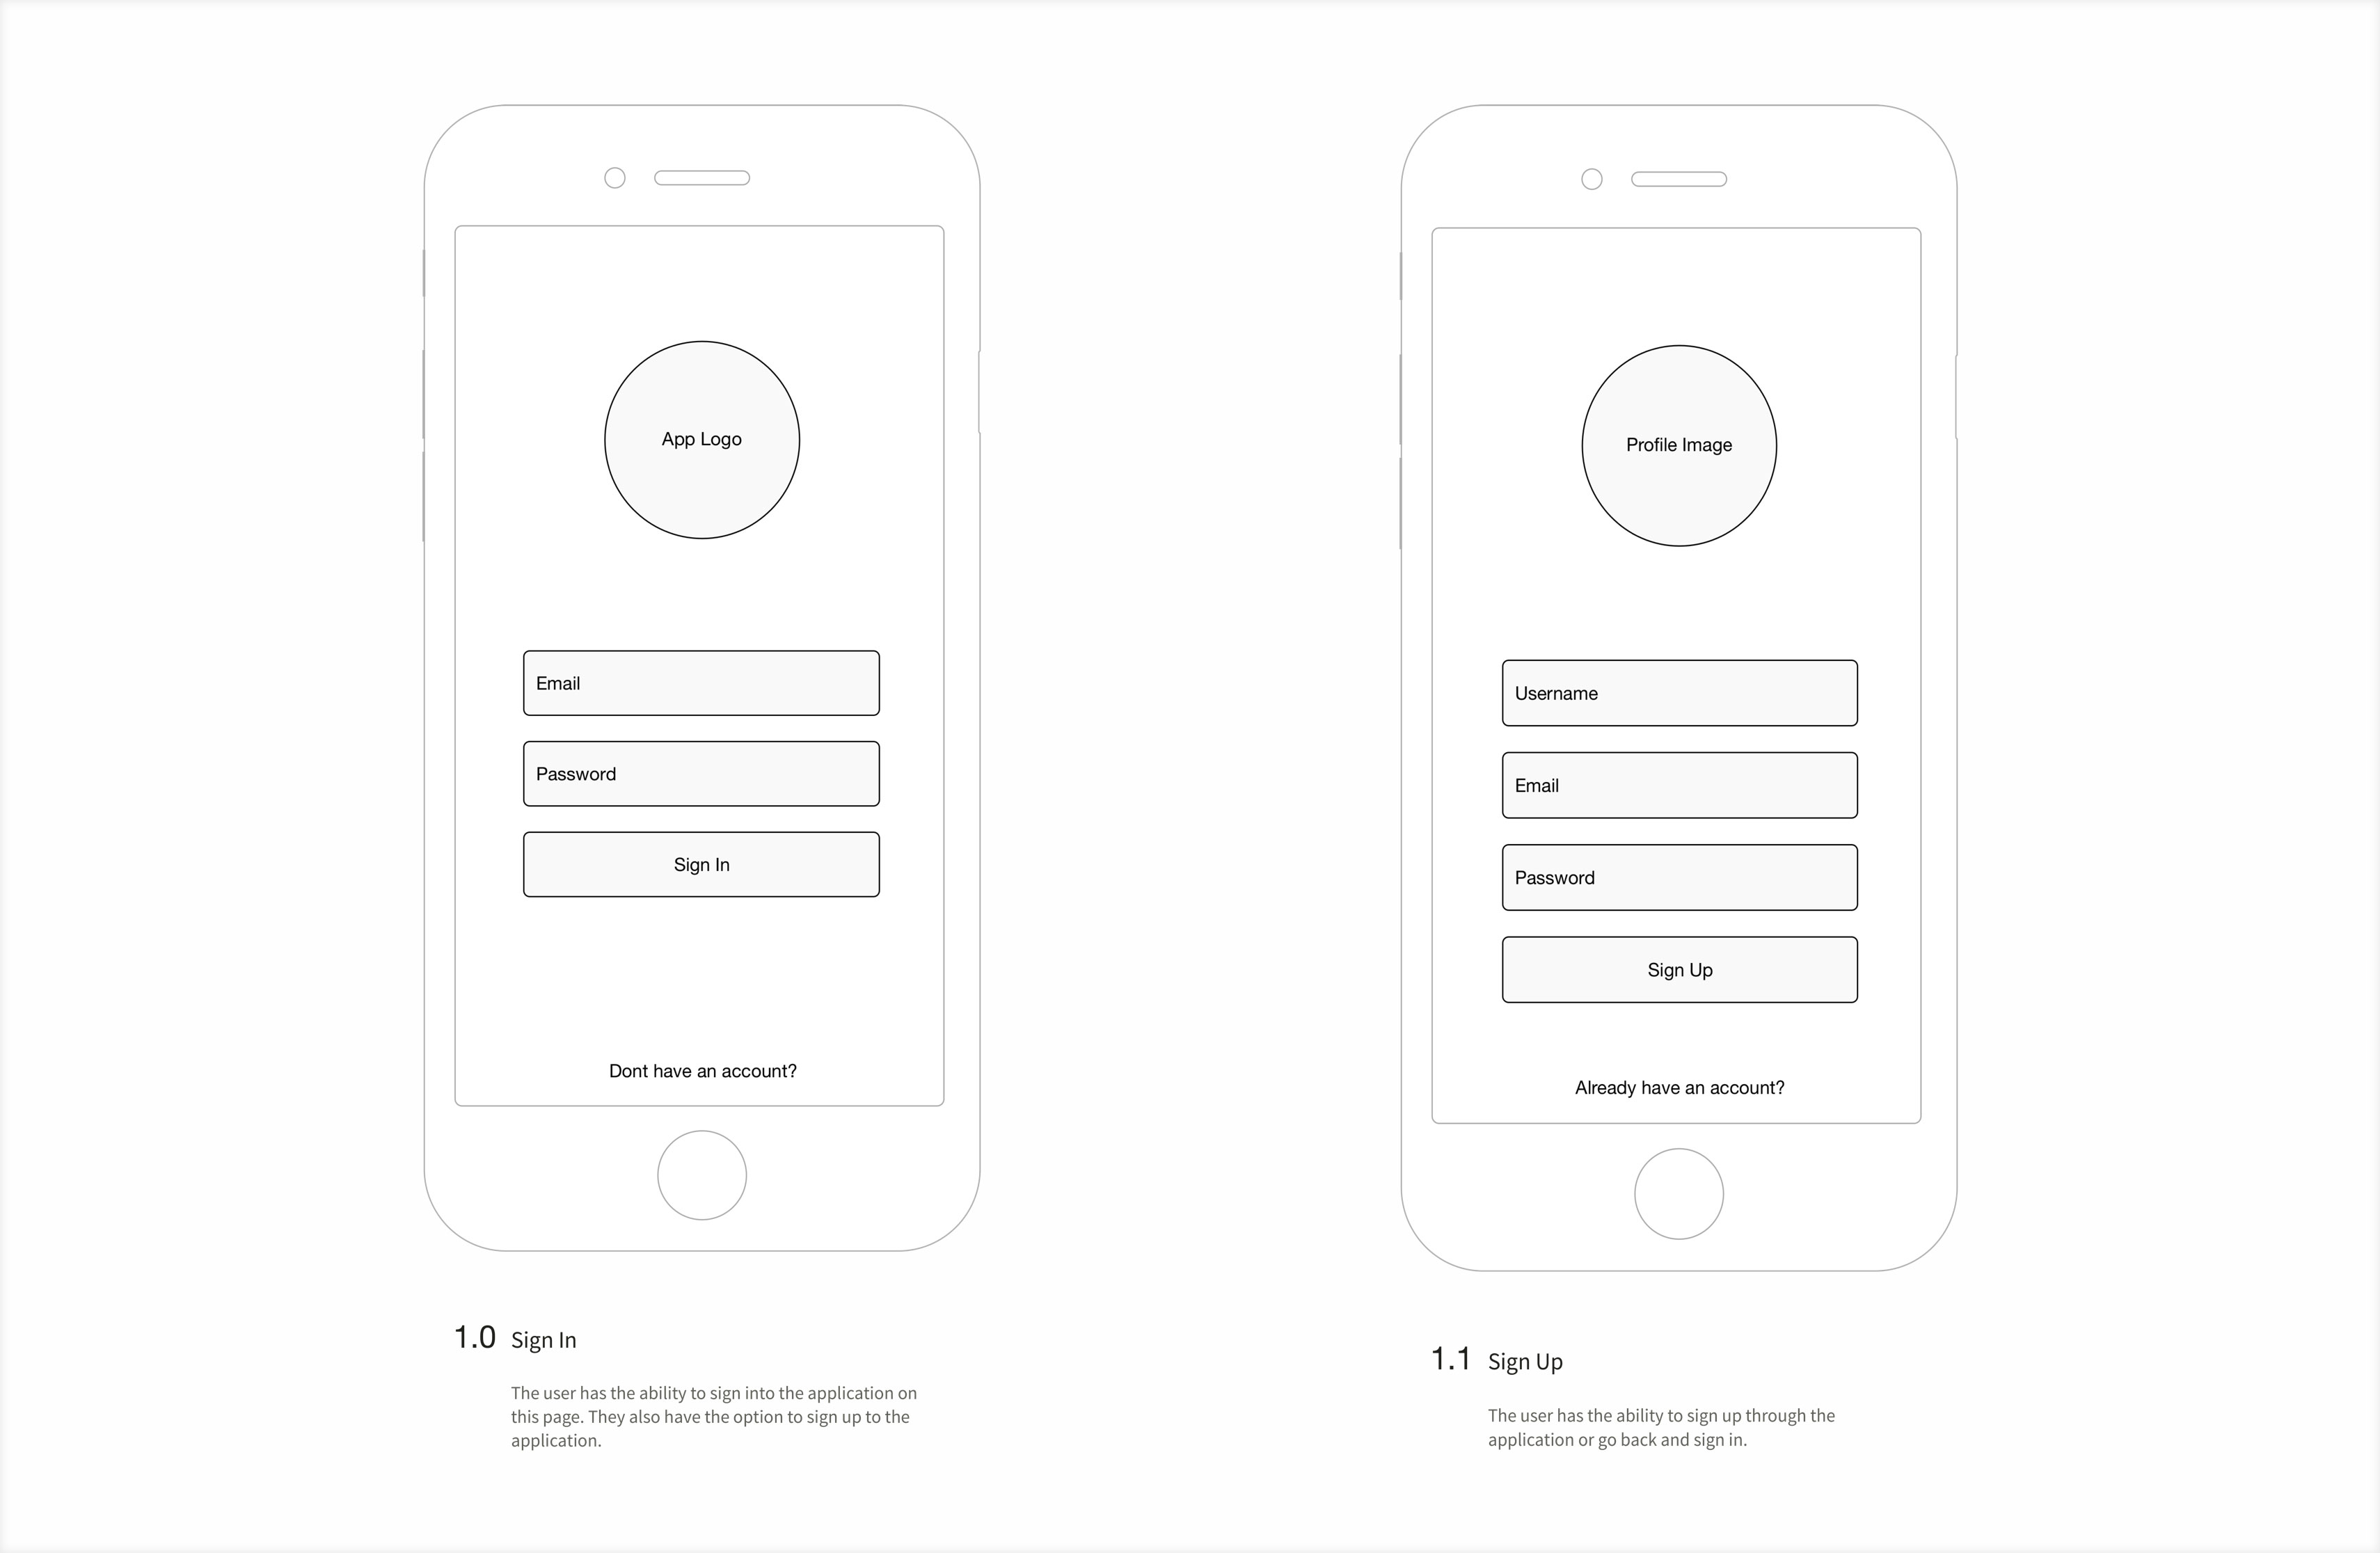 App Logo
Email
Password
Sign In
Dont have an account?
1.0 Sign In
The user has the ability to sign into the application on
this page. They also have the option to sign up to the
application.
Profile Image
Username
Email
Password
Sign Up
Already have an account?
1.1 Sign Up
The user has the ability to sign up through the
application or go back and sign in.